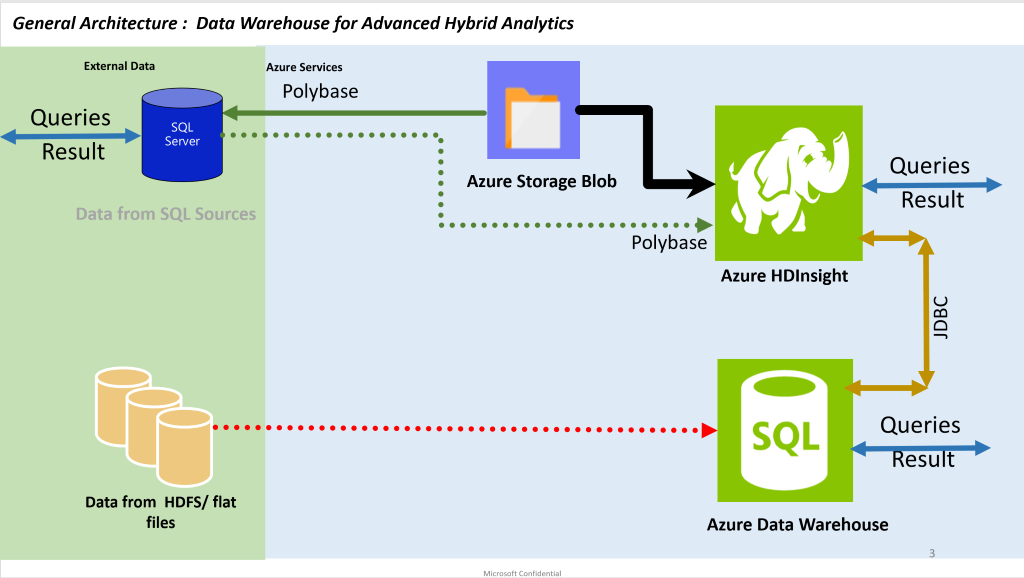 General Architecture :  Data Warehouse for Advanced Hybrid Analytics
External Data
Azure Services
Polybase
Queries
Result
SQL
Server
Data from SQL Sources
Azure Storage Blob
Polybase
Azure HDInsight
Queries
Result
JDBC
Data from  HDFS/ flat
files
SQL
Azure Data Warehouse
Queries
Result
3
Microsoft Confidential